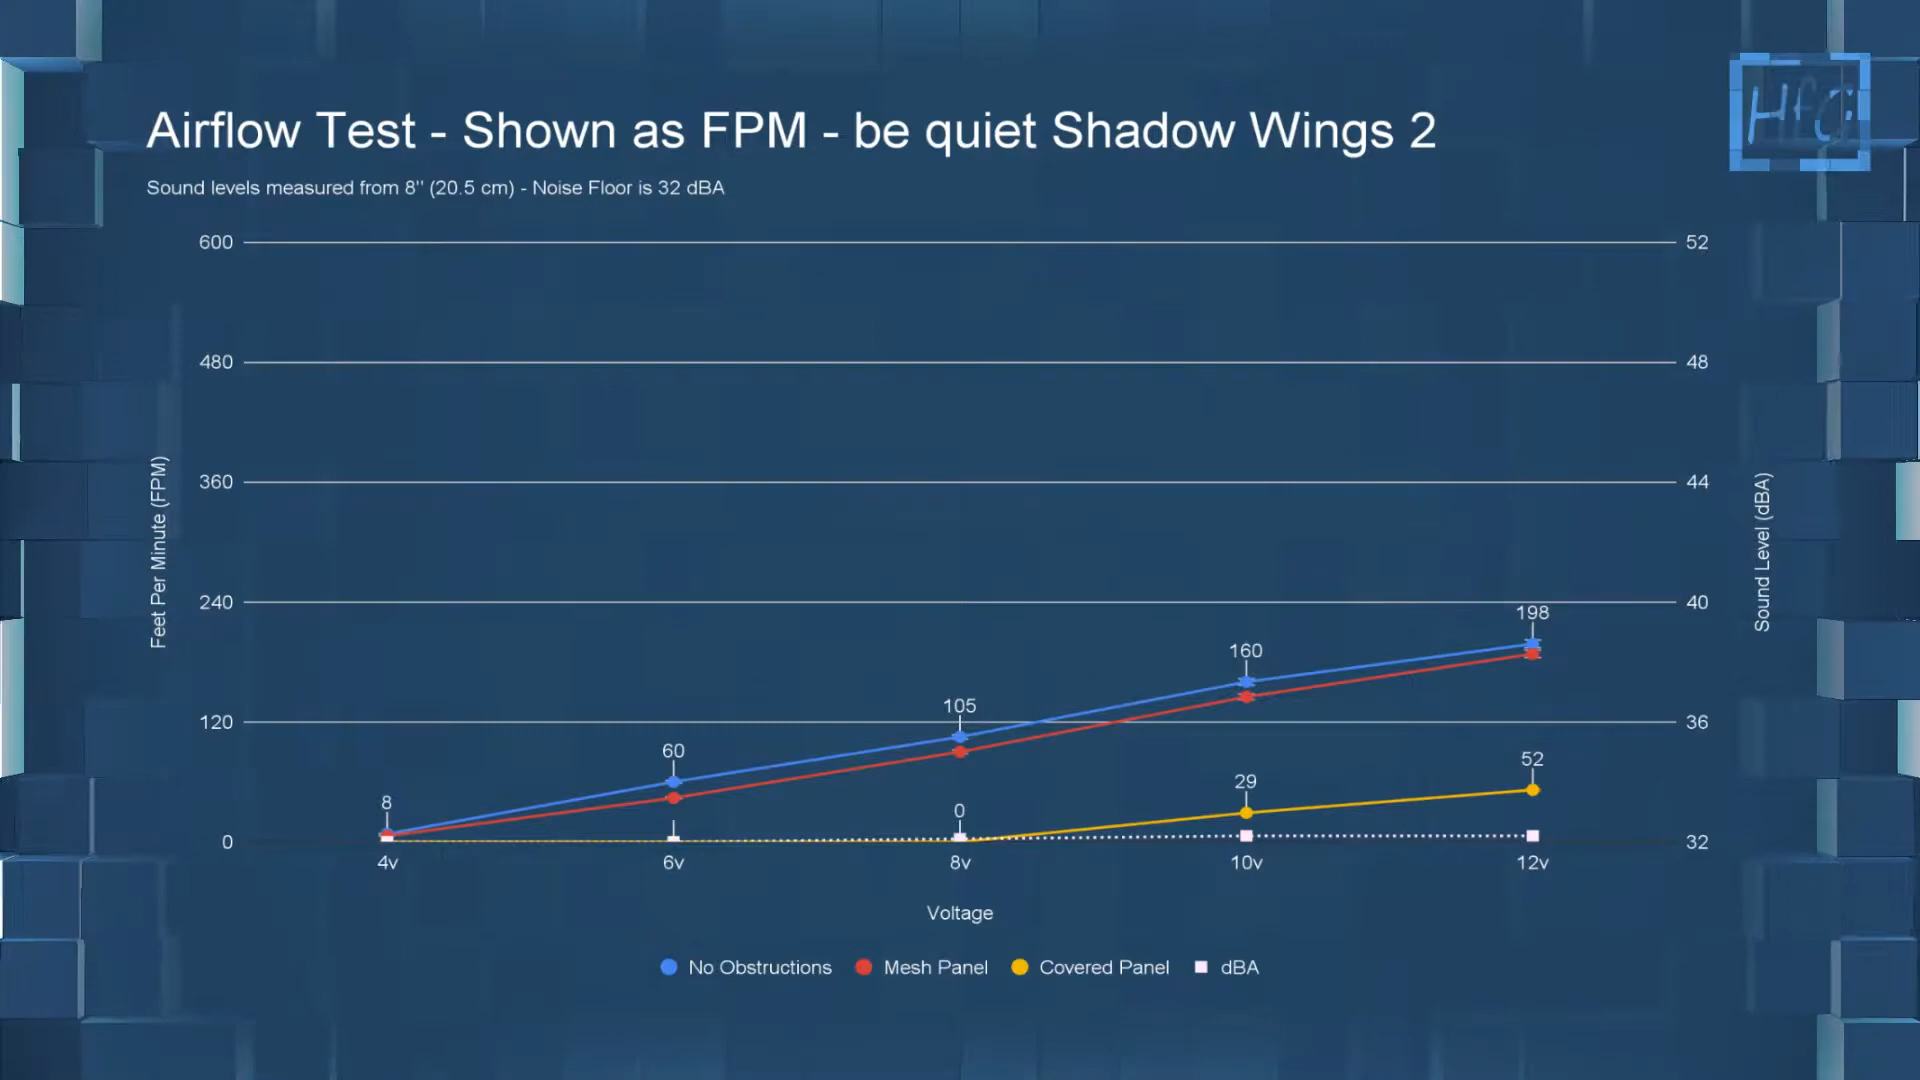 HfC
Airflow Test - Shown as FPM - be quiet Shadow Wings 2
Sound levels measured from 8" (20.5 cm) - Noise Floor is 32 dBA
600
52
480
48
360
44
240
40
120
36
0
32
Feet Per Minute (FPM)
Sound Level (dBA)
8
60
105
160
198
0
29
52
4v
6v
8v
10v
12v
Voltage
No Obstructions
Mesh Panel
Covered Panel
dBA